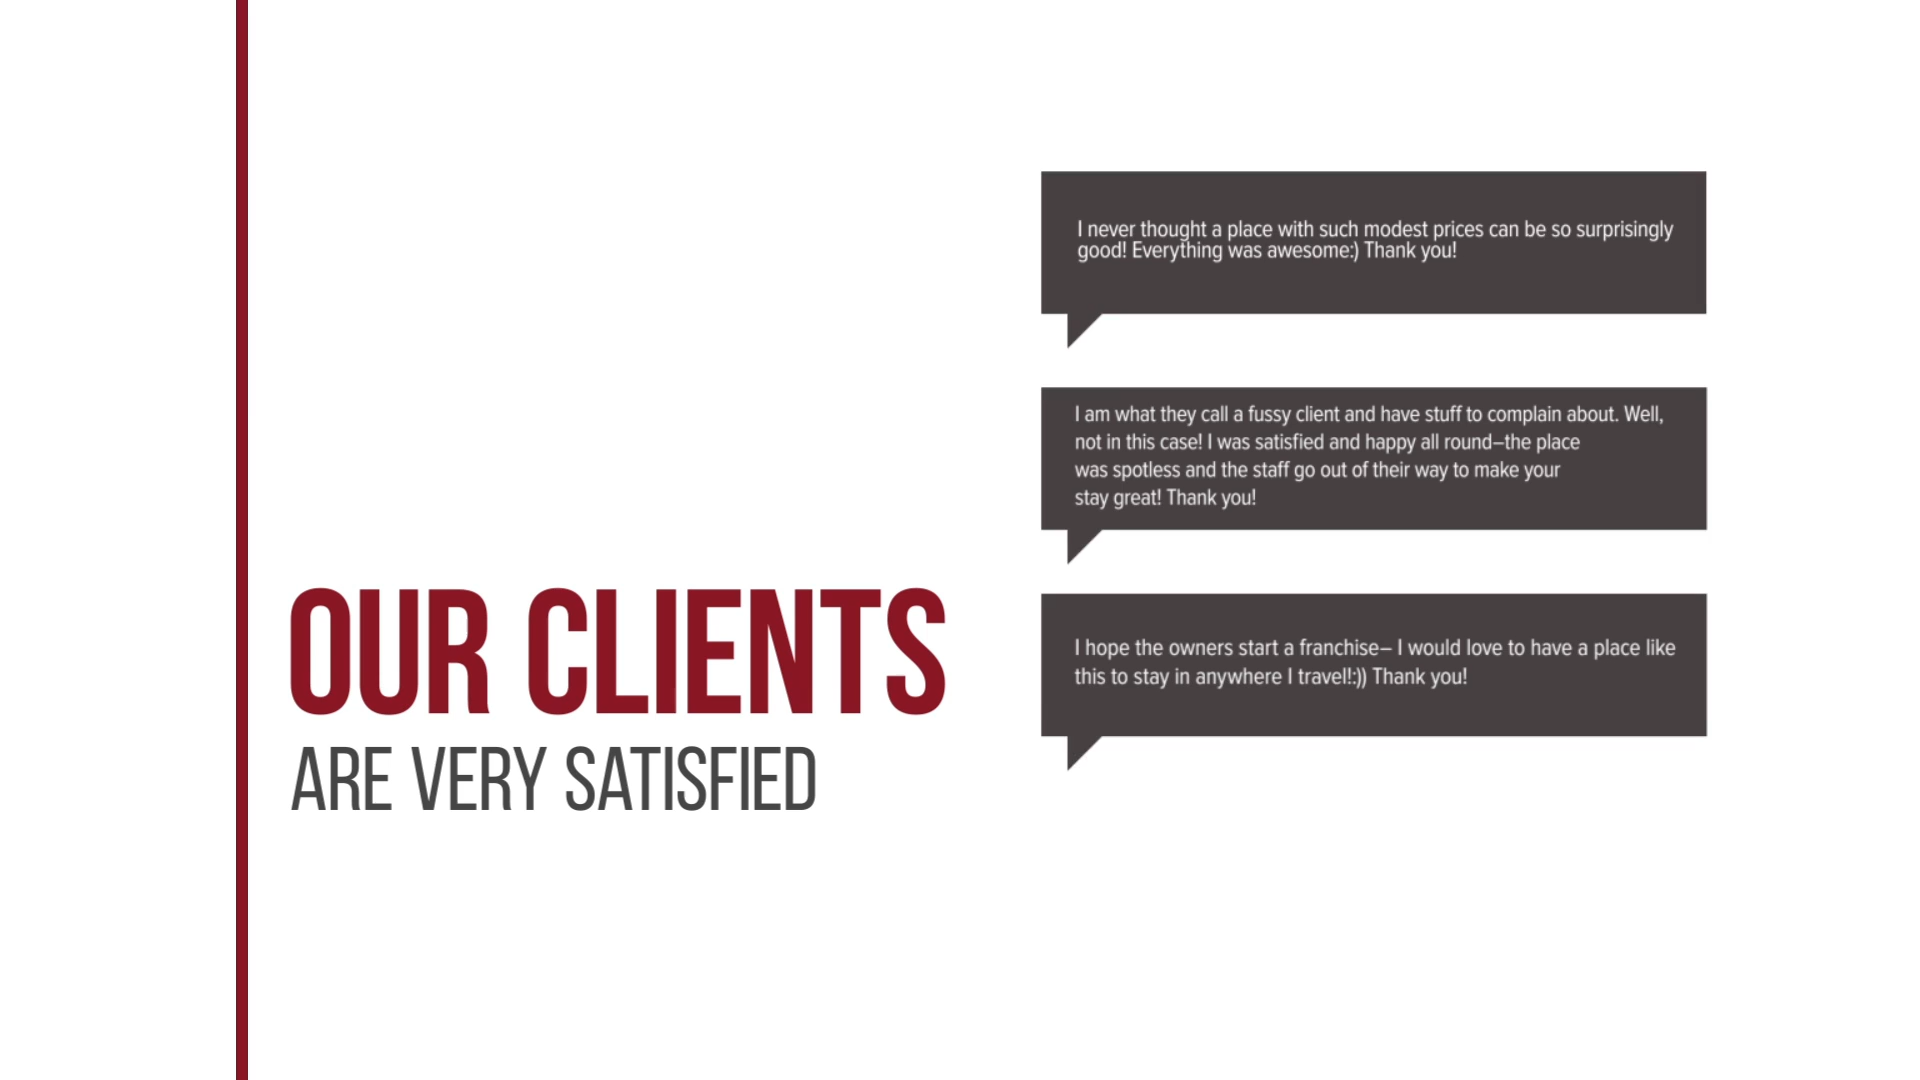 OUR CLIENTS
ARE VERY SATISFIED
I never thought a place with such modest prices can be so surprisingly
good! Everything was awesome:) Thank you!
I am what they call a fussy client and have stuff to complain about. Well,
not in this case! I was satisfied and happy all round–the place
was spotless and the staff go out of their way to make your
stay great! Thank you!
I hope the owners start a franchise– I would love to have a place like
this to stay in anywhere I travel!:)) Thank you!